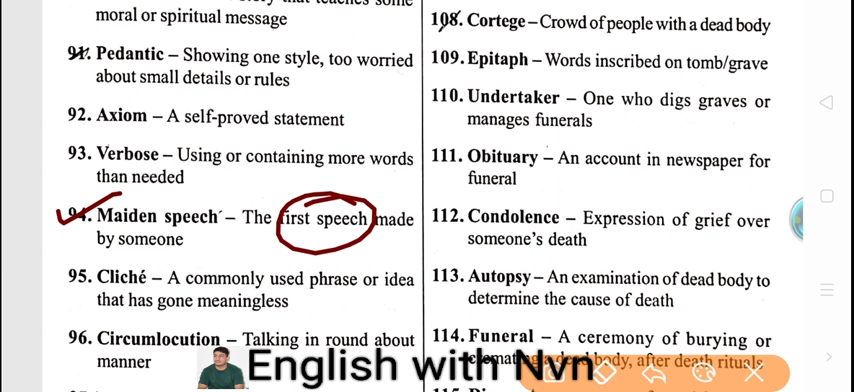 moral or spiritual message
91. Pedantic – Showing one style, too worried
about small details or rules
92. Axiom – A self-proved statement
93. Verbose – Using or containing more words
than needed
94. Maiden speech – The first speech made
by someone
95. Cliché – A commonly used phrase or idea
that has gone meaningless
96. Circumlocution – Talking in round about
manner
108. Cortege – Crowd of people with a dead body
109. Epitaph – Words inscribed on tomb/grave
110. Undertaker – One who digs graves or
manages funerals
111. Obituary – An account in newspaper for
funeral
112. Condolence – Expression of grief over
someone's death
113. Autopsy – An examination of dead body to
determine the cause of death
114. Funeral – A ceremony of burying or
body, after death rituals
English with Nvn